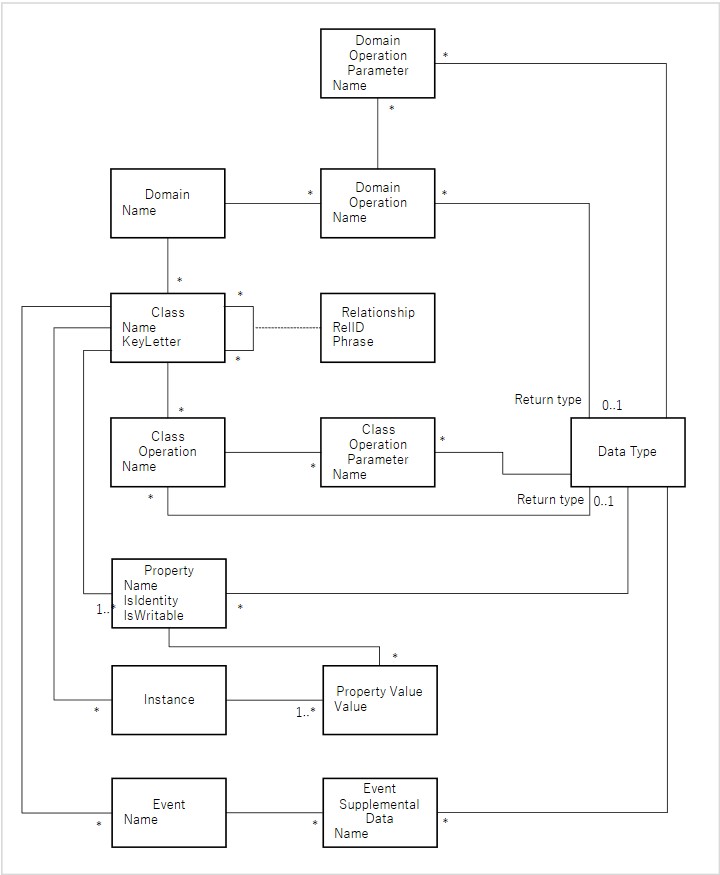 Domain
Operation
Parameter
Name
*
*
Domain
Name
*
Domain
Operation
Name
*
*
Class
Name
KeyLetter
*
*
Relationship
RelID
Phrase
Return type
0..1
*
Class
Operation
Name
*
Class
Operation
Parameter
Name
*
Data Type
*
Return type
0..1
Property
Name
IsIdentity
IsWritable
1..*
*
*
Instance
*
1..*
Property Value
Value
Event
Name
*
*
Event
Supplemental
Data
Name
*